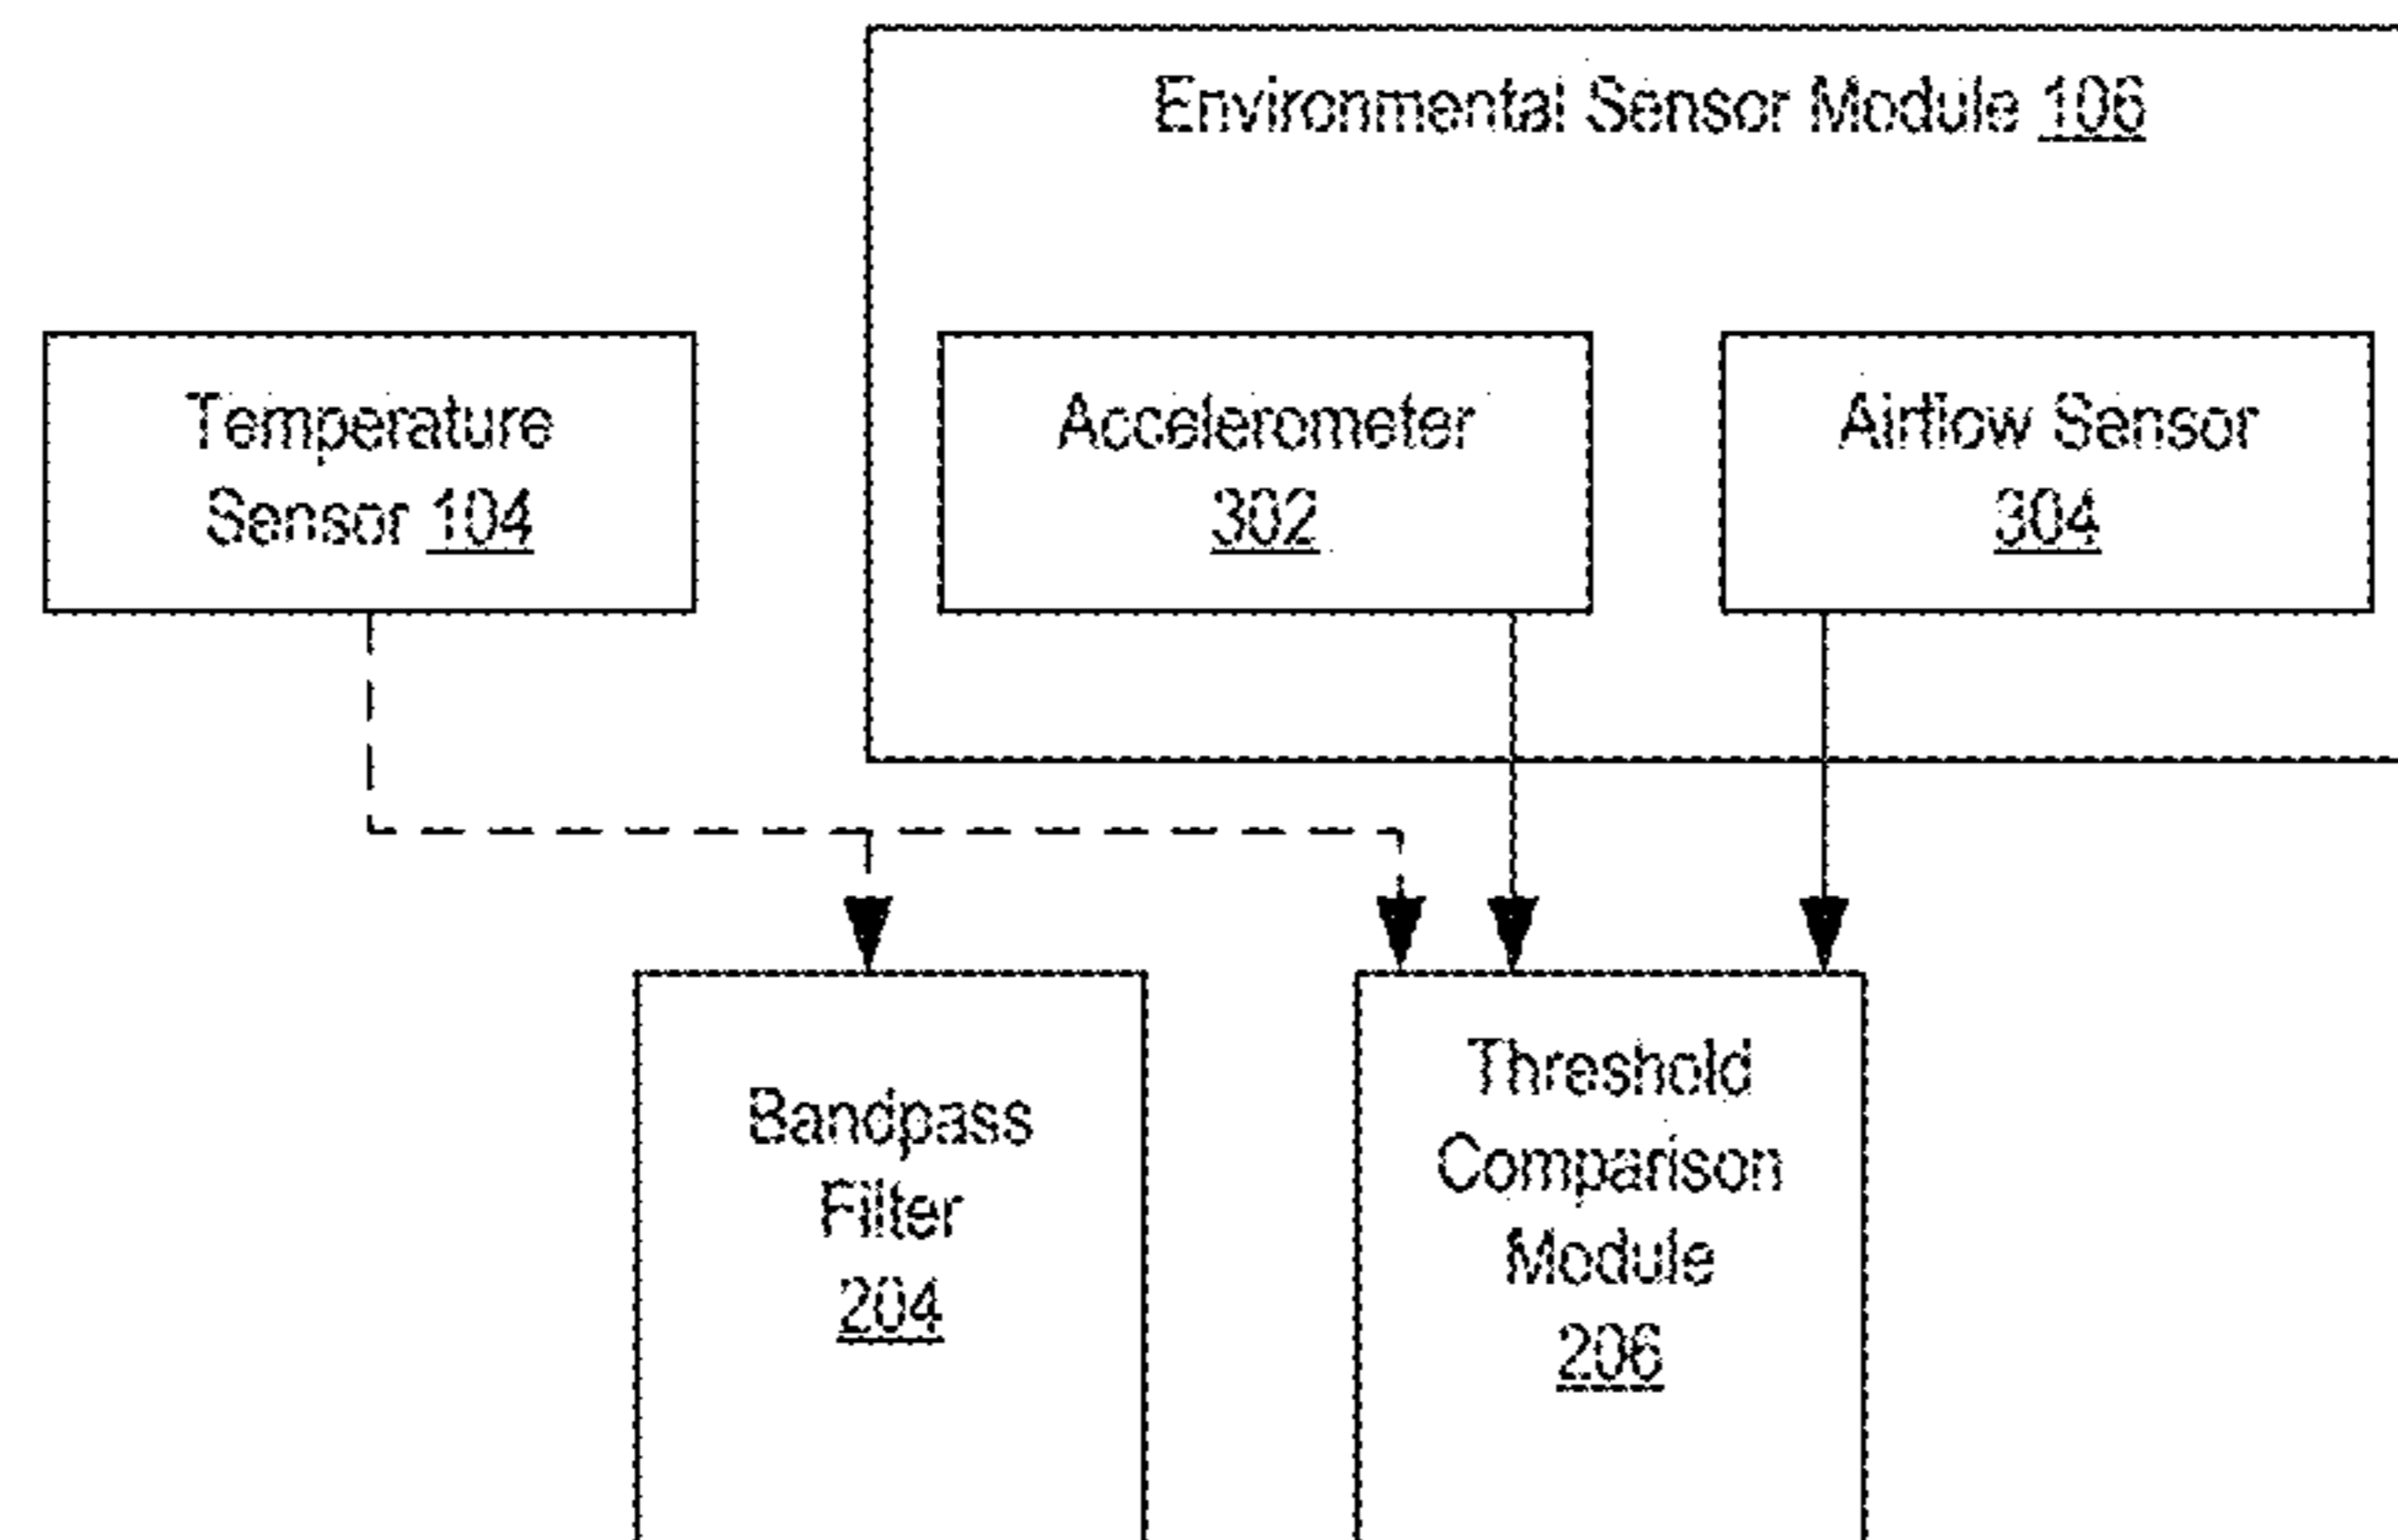 Environmental Sensor Module 106
Temperature
Sensor 104
Accelerometer
302
Airflow Sensor
304
Bandpass
Filter
204
Threshold
Comparison
Module
206